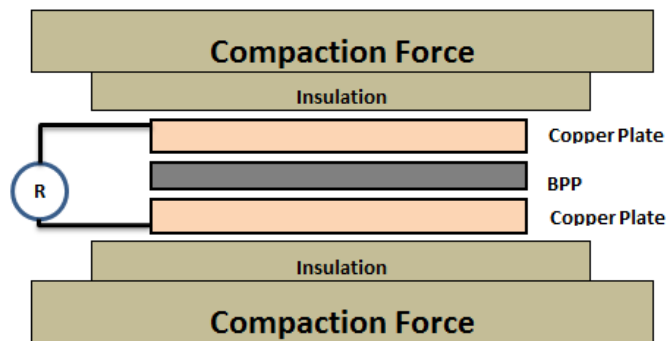 Compaction Force
Insulation
Copper Plate
R
BPP
Copper Plate
Insulation
Compaction Force